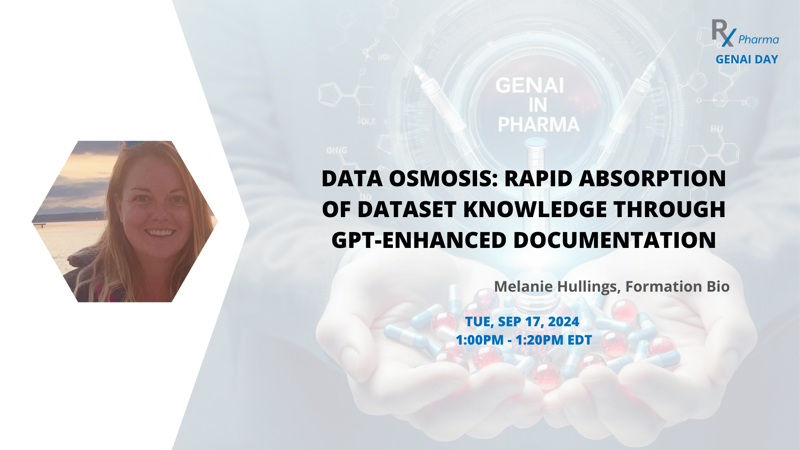 Rx Pharma
GENAI DAY
GENAI
IN
PHARMA
DATA OSMOSIS: RAPID ABSORPTION
OF DATASET KNOWLEDGE THROUGH
GPT-ENHANCED DOCUMENTATION
Melanie Hullings, Formation Bio
TUE, SEP 17, 2024
1:00PM - 1:20PM EDT